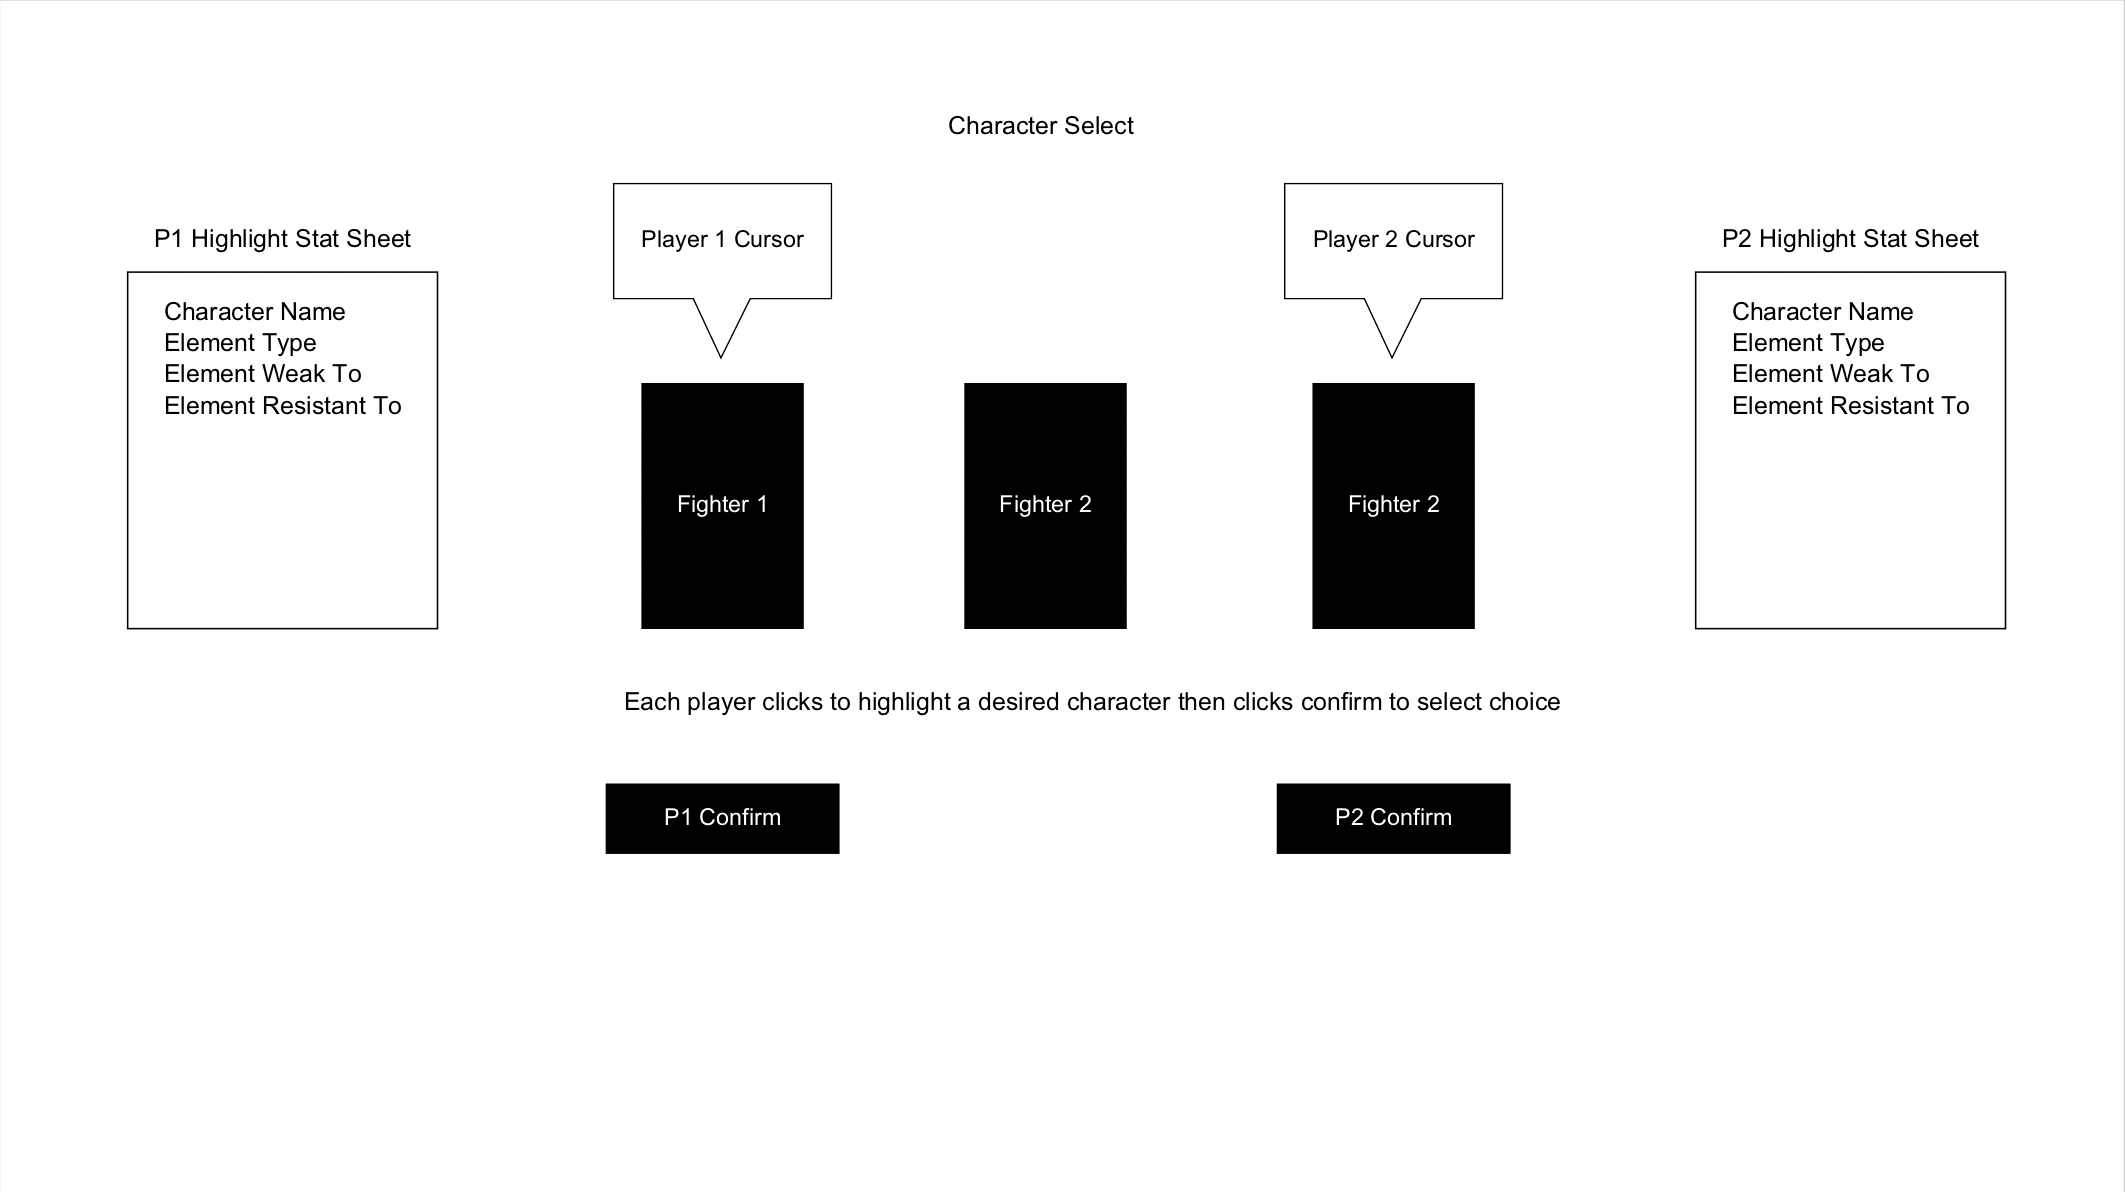 Character Select
P1 Highlight Stat Sheet
Character Name
Element Type
Element Weak To
Element Resistant To
Player 1 Cursor
Player 2 Cursor
P2 Highlight Stat Sheet
Character Name
Element Type
Element Weak To
Element Resistant To
Fighter 1
Fighter 2
Fighter 2
Each player clicks to highlight a desired character then clicks confirm to select choice
P1 Confirm
P2 Confirm